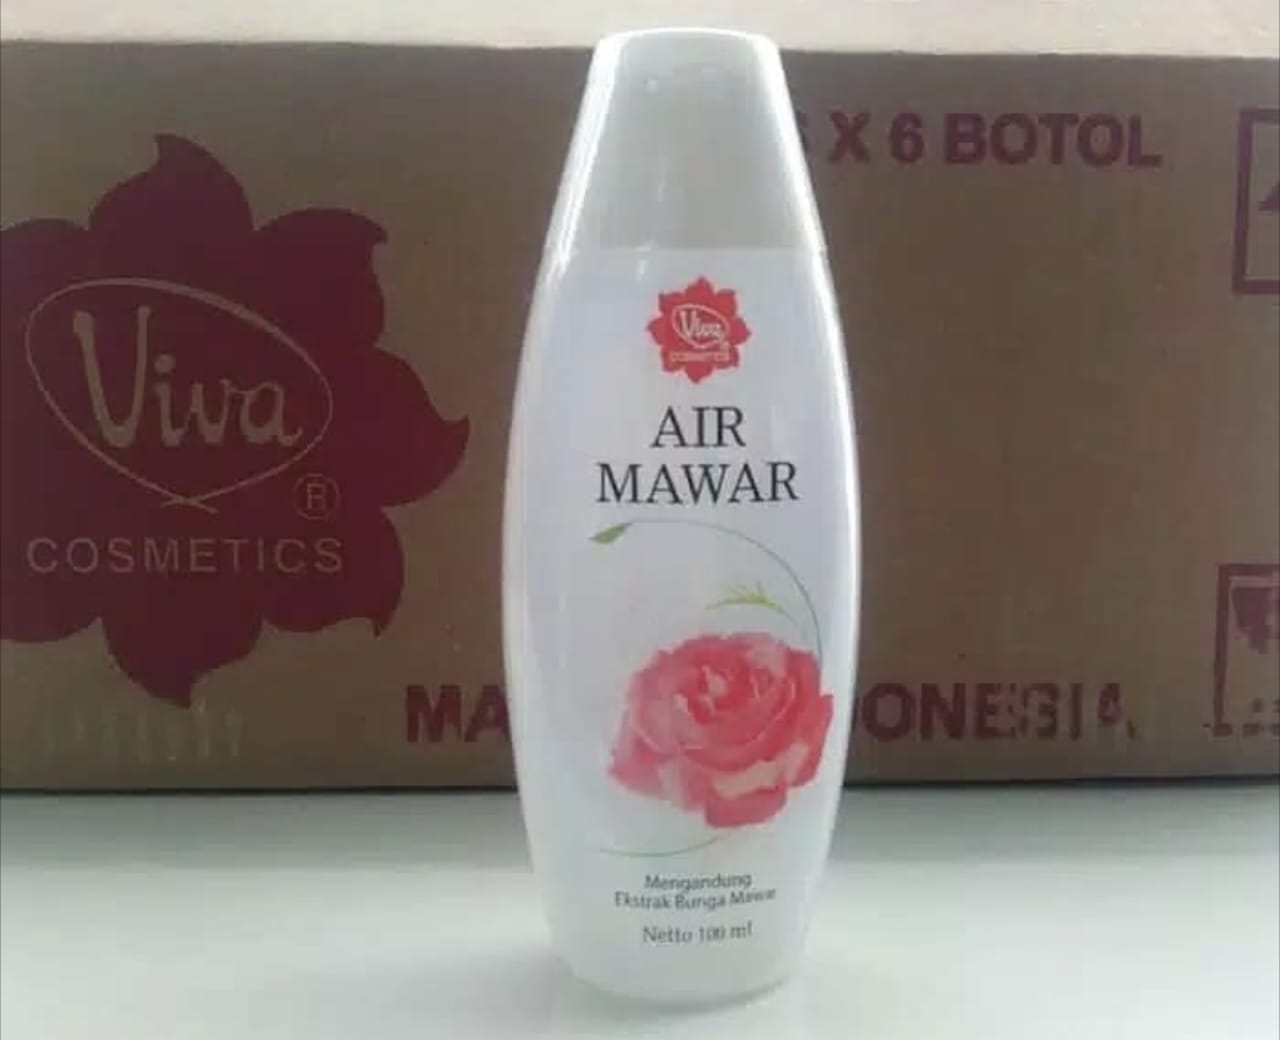 X 6 BOTOL
Viva
®
COSMETICS
Viva
COSMETICS
AIR
MAWAR
Mengandung
Ekstrak Bunga Mawar
Netto 100 ml